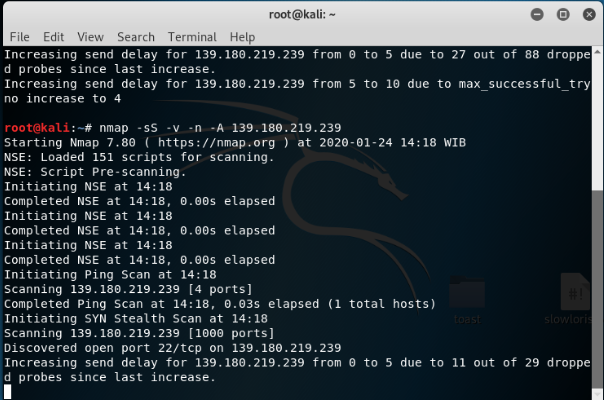 root@kali: ~
File Edit View Search Terminal Help
Increasing send delay for 139.180.219.239 from 0 to 5 due to 27 out of 88 droppe
d probes since last increase.
Increasing send delay for 139.180.219.239 from 5 to 10 due to max_successful_try
no increase to 4
root@kali:~# nmap -sS -v -n -A 139.180.219.239
Starting Nmap 7.80 ( https://nmap.org ) at 2020-01-24 14:18 WIB
NSE: Loaded 151 scripts for scanning.
NSE: Script Pre-scanning.
Initiating NSE at 14:18
Completed NSE at 14:18, 0.00s elapsed
Initiating NSE at 14:18
Completed NSE at 14:18, 0.00s elapsed
Initiating NSE at 14:18
Completed NSE at 14:18, 0.00s elapsed
Initiating Ping Scan at 14:18
Scanning 139.180.219.239 [4 ports]
Completed Ping Scan at 14:18, 0.03s elapsed (1 total hosts)
Initiating SYN Stealth Scan at 14:18
Scanning 139.180.219.239 [1000 ports]
Discovered open port 22/tcp on 139.180.219.239
Increasing send delay for 139.180.219.239 from 0 to 5 due to 11 out of 29 droppe
d probes since last increase.
#!
toast
slowloris